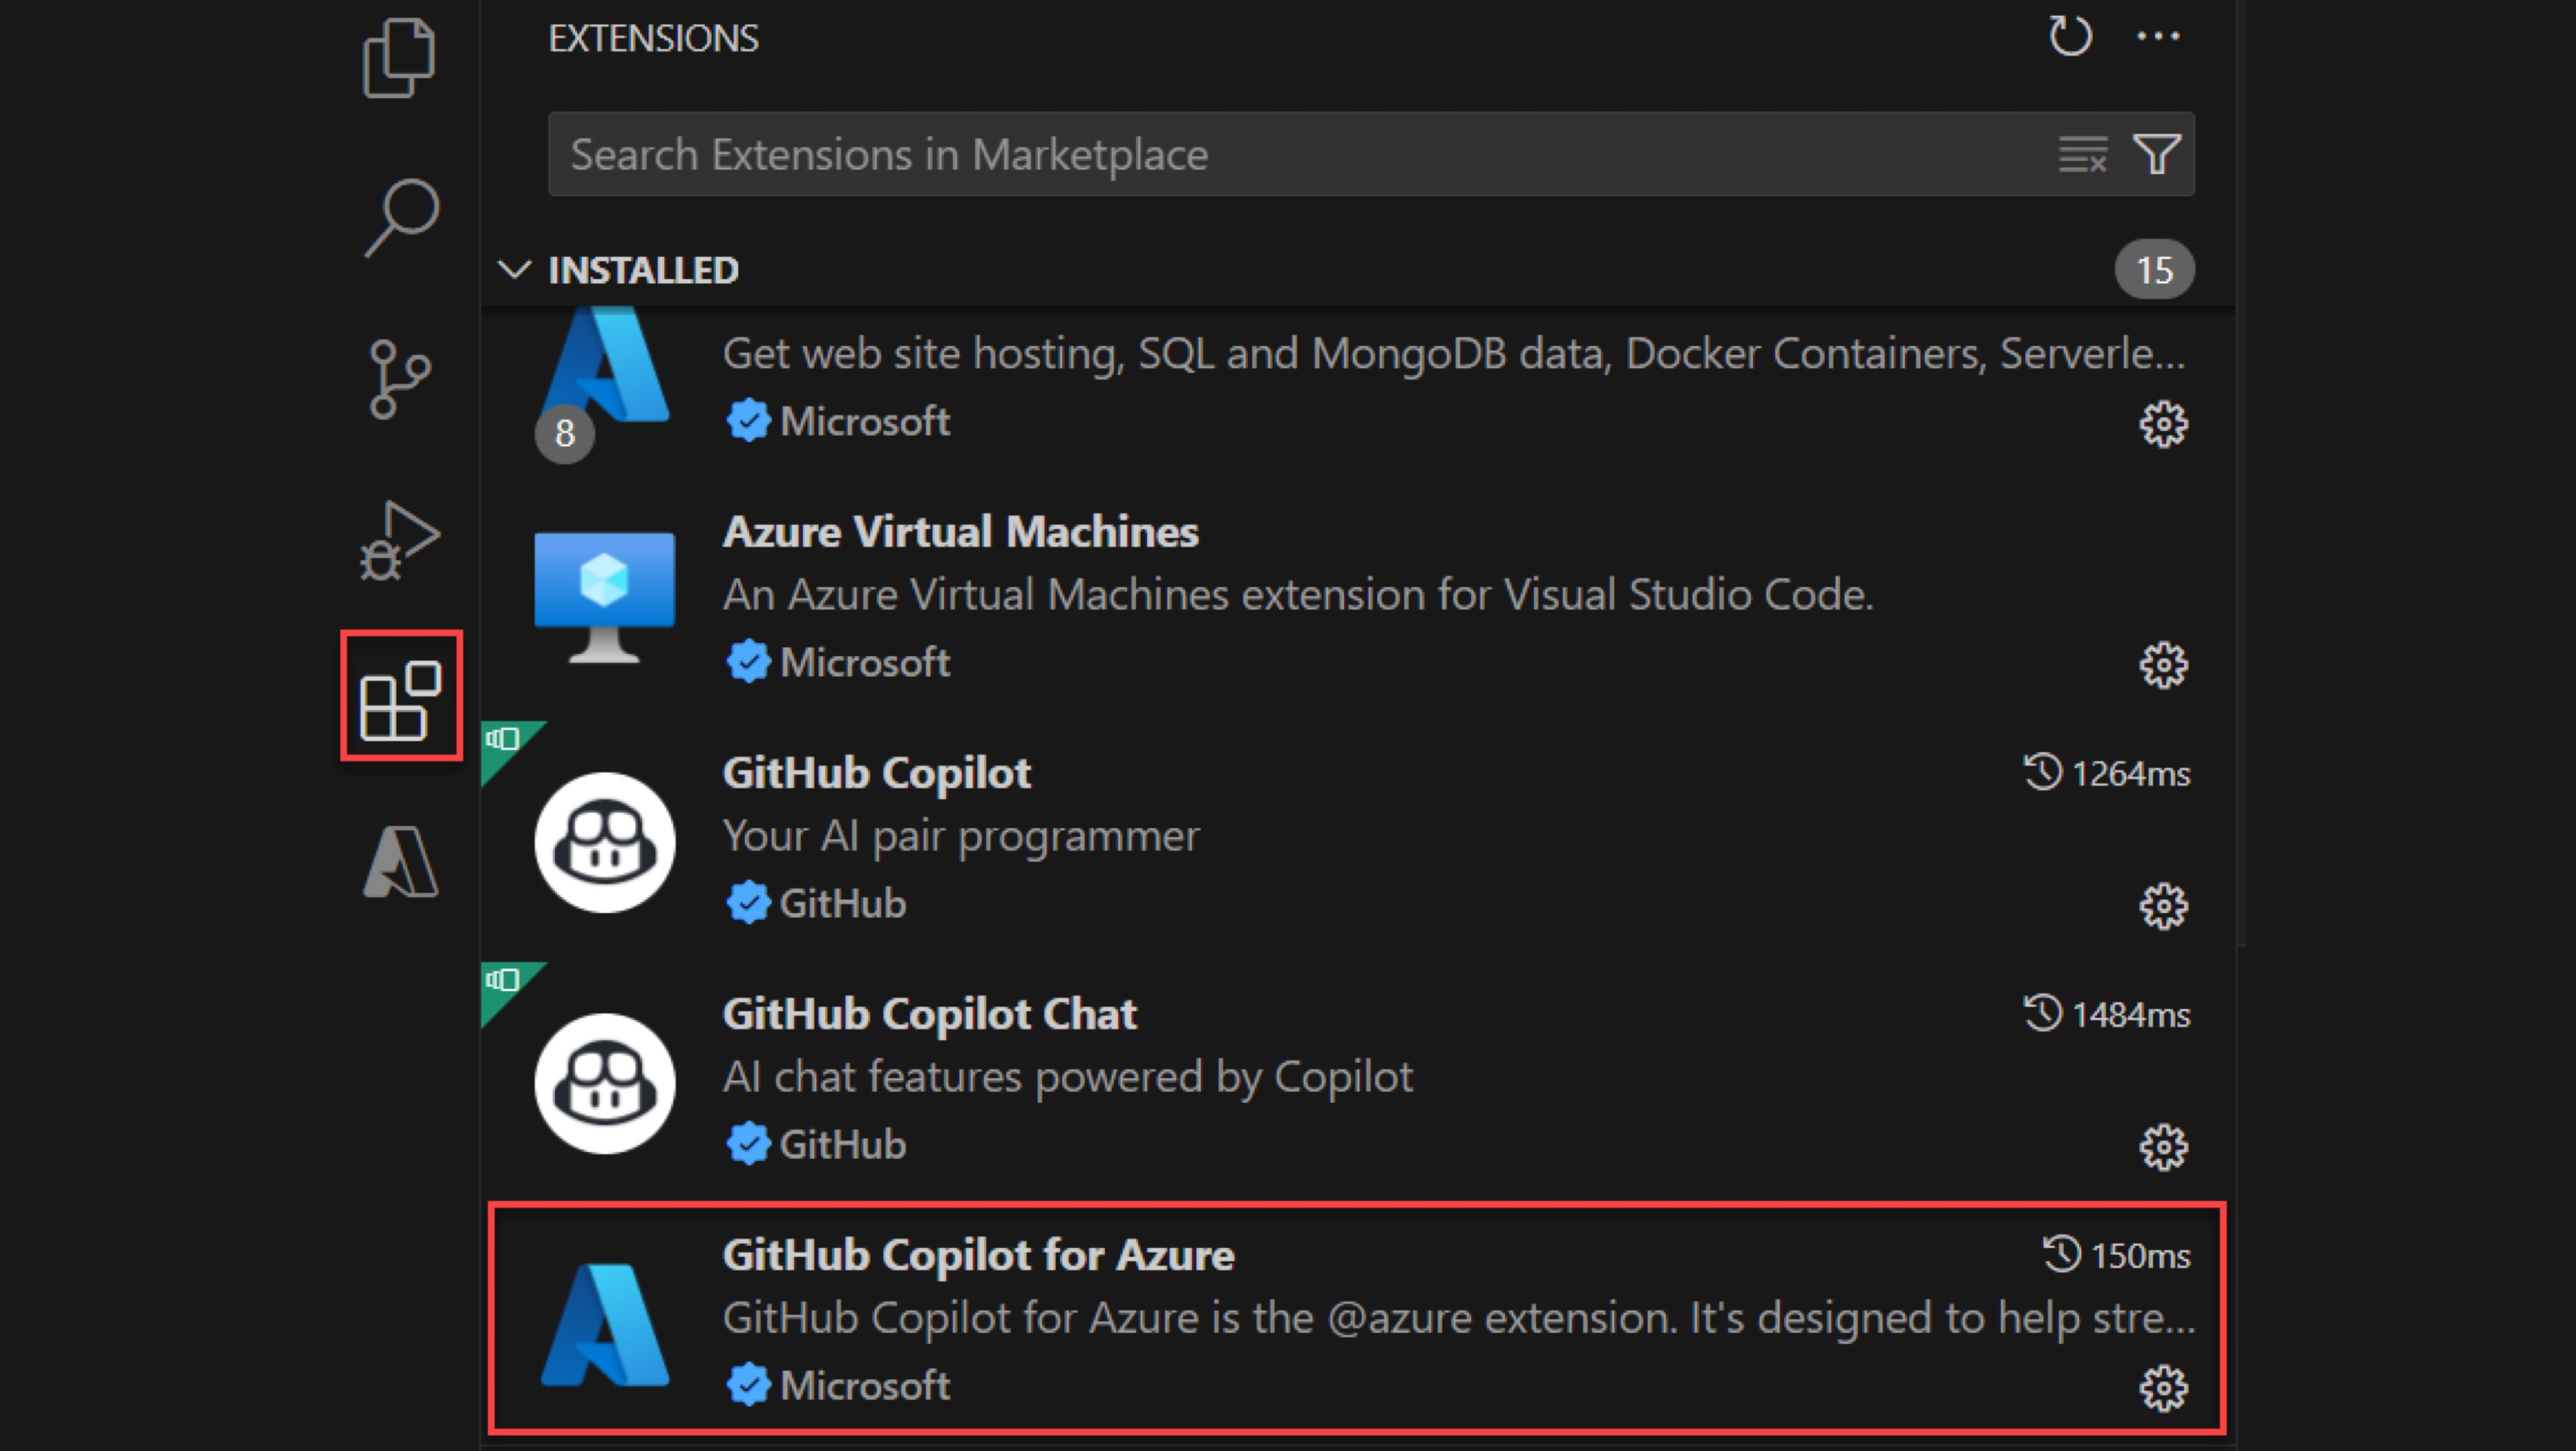 EXTENSIONS
Search Extensions in Marketplace
INSTALLED
15
Get web site hosting, SQL and MongoDB data, Docker Containers, Serverle...
8
Microsoft
Azure Virtual Machines
An Azure Virtual Machines extension for Visual Studio Code.
Microsoft
GitHub Copilot
1264ms
Your AI pair programmer
GitHub
GitHub Copilot Chat
1484ms
AI chat features powered by Copilot
GitHub
GitHub Copilot for Azure
150ms
GitHub Copilot for Azure is the @azure extension. It's designed to help stre...
Microsoft